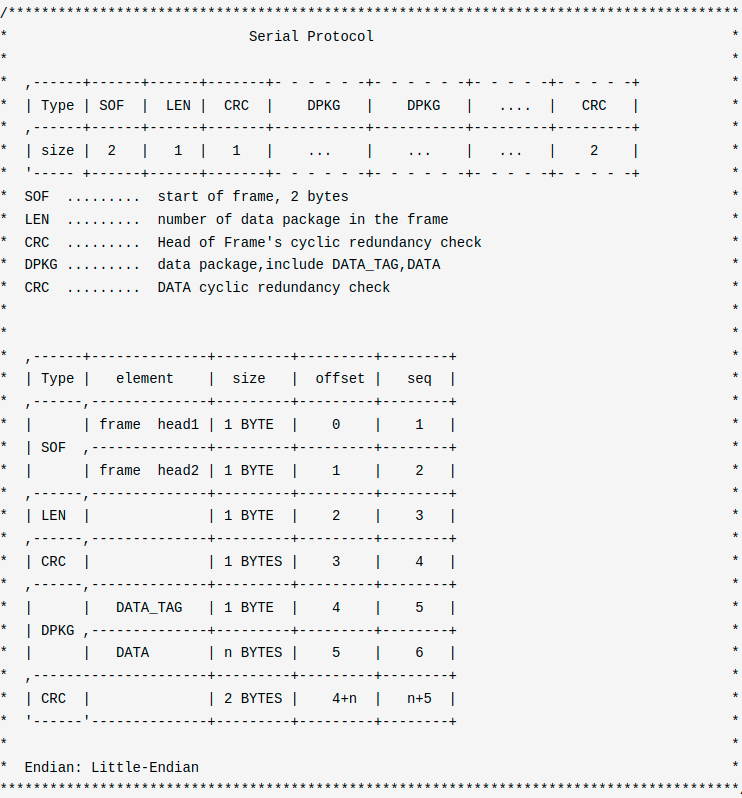 /****************************************************************************************
*                             Serial Protocol                                           *
*                                                                                       *
*  ,------+------+------+-------+- - - - - -+- - - - - -+- - - - -+- - - - -+           *
*  | Type | SOF  |  LEN |  CRC  |    DPKG   |    DPKG   |   ....  |   CRC   |           *
*  ,------+------+------+-------+-----------+-----------+---------+---------+           *
*  | size |  2   |   1  |   1   |    ...    |    ...    |   ...   |    2    |           *
*  '----- +------+------+-------+- - - - - -+- - - - - -+- - - - -+- - - - -+           *
*  SOF  .........  start of frame, 2 bytes                                              *
*  LEN  .........  number of data package in the frame                                  *
*  CRC  .........  Head of Frame's cyclic redundancy check                              *
*  DPKG .........  data package,include DATA_TAG,DATA                                   *
*  CRC  .........  DATA cyclic redundancy check                                         *
*                                                                                       *
*                                                                                       *
*  ,------+--------------+---------+---------+--------+                                 *
*  | Type |   element    |  size   |  offset |   seq  |                                 *
*  ,------,--------------+---------+---------+--------+                                 *
*  |      | frame  head1 | 1 BYTE  |    0    |    1   |                                 *
*  | SOF  ,--------------+---------+---------+--------+                                 *
*  |      | frame  head2 | 1 BYTE  |    1    |    2   |                                 *
*  ,------,--------------+---------+---------+--------+                                 *
*  | LEN  |              | 1 BYTE  |    2    |    3   |                                 *
*  ,------,--------------+---------+---------+--------+                                 *
*  | CRC  |              | 1 BYTES |    3    |    4   |                                 *
*  ,------,--------------+---------+---------+--------+                                 *
*  |      |   DATA_TAG   | 1 BYTE  |    4    |    5   |                                 *
*  | DPKG ,--------------+---------+---------+--------+                                 *
*  |      |   DATA       | n BYTES |    5    |    6   |                                 *
*  ,---------------------+---------+---------+--------+                                 *
*  | CRC  |              | 2 BYTES |    4+n  |   n+5  |                                 *
*  '------'--------------+---------+---------+--------+                                 *
*                                                                                       *
*  Endian: Little-Endian                                                                *
****************************************************************************************/